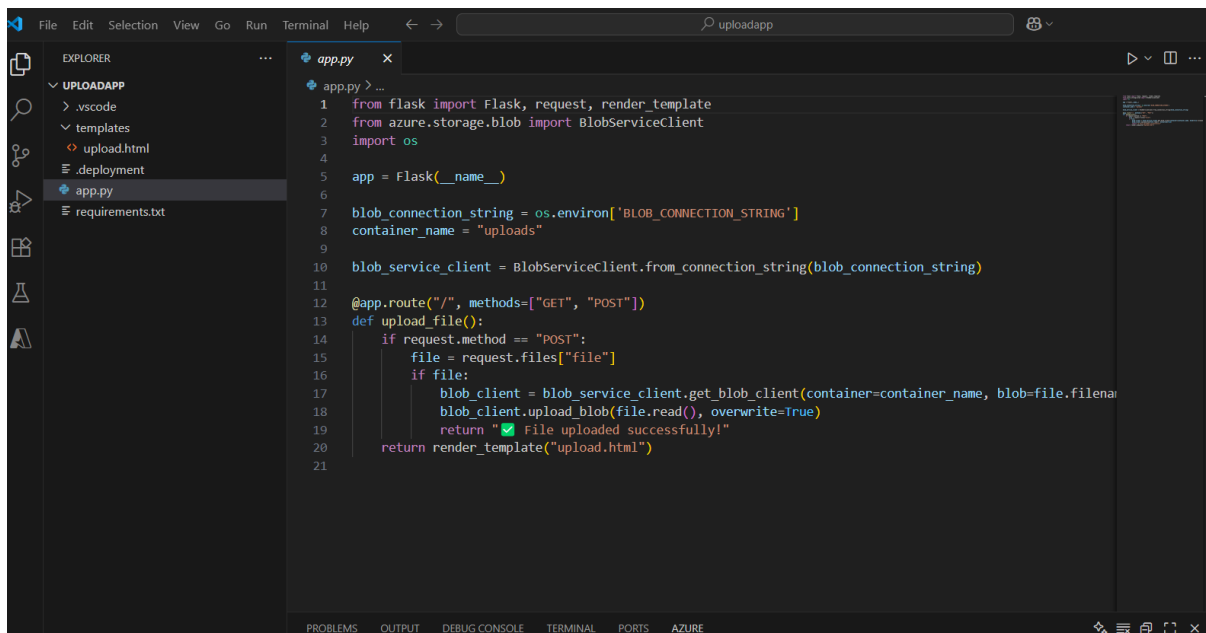 File Edit Selection View Go Run Terminal Help uploadapp
EXPLORER
UPLOADAPP
.vscode
templates
upload.html
.deployment
app.py
requirements.txt
app.py
app.py > ...
1 from flask import Flask, request, render_template
2 from azure.storage.blob import BlobServiceClient
3 import os
4
5 app = Flask(__name__)
6
7 blob_connection_string = os.environ['BLOB_CONNECTION_STRING']
8 container_name = "uploads"
9
10 blob_service_client = BlobServiceClient.from_connection_string(blob_connection_string)
11
12 @app.route("/", methods=["GET", "POST"])
13 def upload_file():
14 if request.method == "POST":
15 file = request.files["file"]
16 if file:
17 blob_client = blob_service_client.get_blob_client(container=container_name, blob=file.filena
18 blob_client.upload_blob(file.read(), overwrite=True)
19 return "✅ File uploaded successfully!"
20 return render_template("upload.html")
21
PROBLEMS OUTPUT DEBUG CONSOLE TERMINAL PORTS AZURE